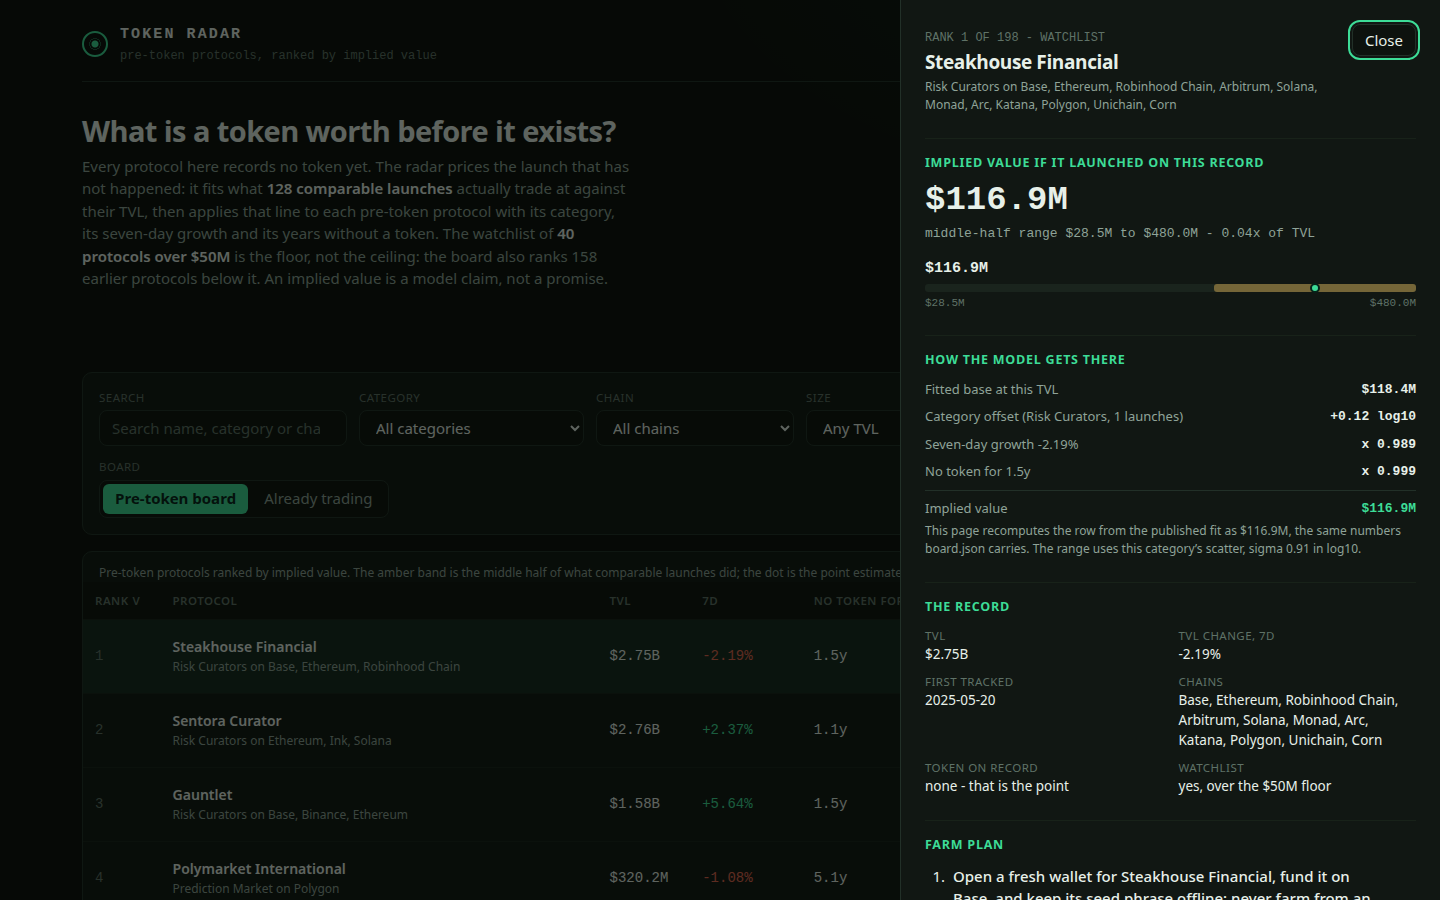 TOKEN RADAR
pre-token protocols, ranked by implied value
What is a token worth before it exists?
Every protocol here records no token yet. The radar prices the launch that has
not happened: it fits what 128 comparable launches actually trade at against
their TVL, then applies that line to each pre-token protocol with its category,
its seven-day growth and its years without a token. The watchlist of 40
protocols over $50M is the floor, not the ceiling: the board also ranks 158
earlier protocols below it. An implied value is a model claim, not a promise.
SEARCH
CATEGORY
CHAIN
SIZE
Search name, category or cha
All categories
All chains
Any TVL
BOARD
Pre-token board
Already trading
Pre-token protocols ranked by implied value. The amber band is the middle half of what comparable launches did; the dot is the point estimate
RANK V
PROTOCOL
TVL
7D
NO TOKEN FOR
1
Steakhouse Financial
Risk Curators on Base, Ethereum, Robinhood Chain
$2.75B
-2.19%
1.5y
2
Sentora Curator
Risk Curators on Ethereum, Ink, Solana
$2.76B
+2.37%
1.1y
3
Gauntlet
Risk Curators on Base, Binance, Ethereum
$1.58B
+5.64%
1.5y
4
Polymarket International
Prediction Market on Polygon
$320.2M
-1.08%
5.1y
RANK 1 OF 198 - WATCHLIST
Close
Steakhouse Financial
Risk Curators on Base, Ethereum, Robinhood Chain, Arbitrum, Solana,
Monad, Arc, Katana, Polygon, Unichain, Corn
IMPLIED VALUE IF IT LAUNCHED ON THIS RECORD
$116.9M
middle-half range $28.5M to $480.0M - 0.04x of TVL
$116.9M
$28.5M
$480.0M
HOW THE MODEL GETS THERE
Fitted base at this TVL
$118.4M
Category offset (Risk Curators, 1 launches)
+0.12 log10
Seven-day growth -2.19%
x 0.989
No token for 1.5y
x 0.999
Implied value
$116.9M
This page recomputes the row from the published fit as $116.9M, the same numbers
board.json carries. The range uses this category's scatter, sigma 0.91 in log10.
THE RECORD
TVL
$2.75B
TVL CHANGE, 7D
-2.19%
FIRST TRACKED
2025-05-20
CHAINS
Base, Ethereum, Robinhood Chain,
Arbitrum, Solana, Monad, Arc,
Katana, Polygon, Unichain, Corn
TOKEN ON RECORD
none - that is the point
WATCHLIST
yes, over the $50M floor
FARM PLAN
1. Open a fresh wallet for Steakhouse Financial, fund it on
Base, and keep its seed phrase offline; never farm from an